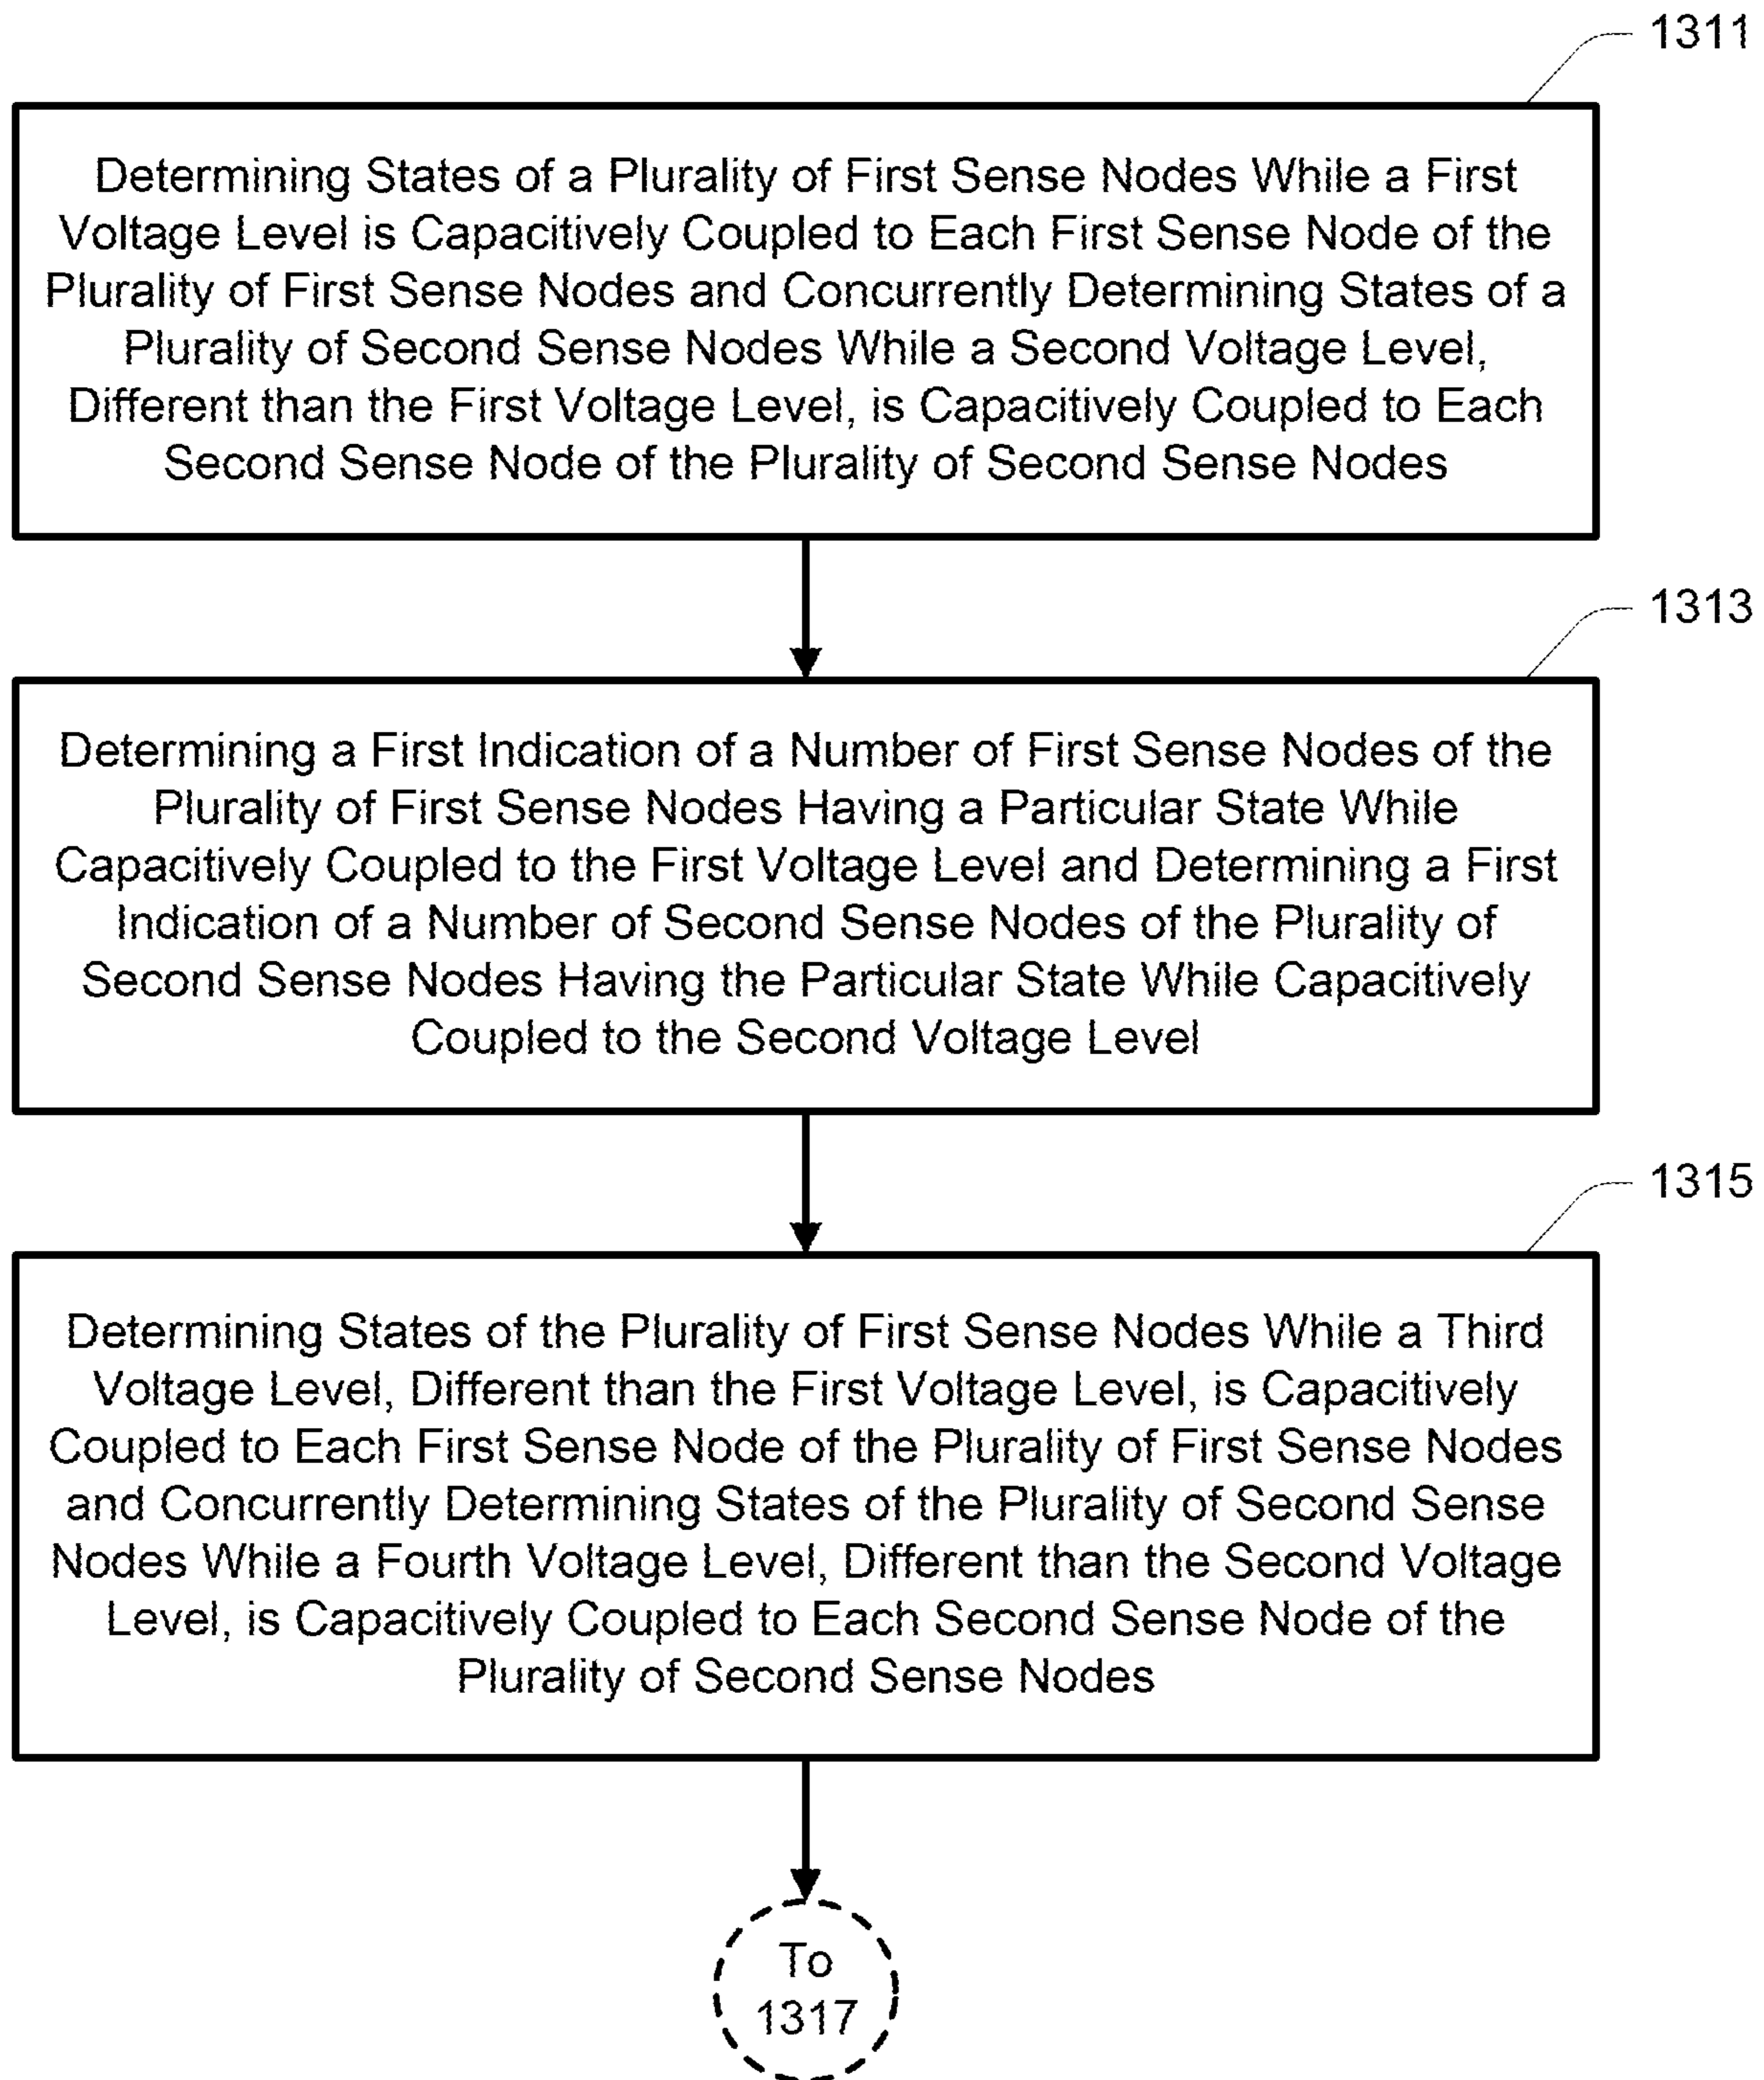 1311
Determining States of a Plurality of First Sense Nodes While a First
Voltage Level is Capacitively Coupled to Each First Sense Node of the
Plurality of First Sense Nodes and Concurrently Determining States of a
Plurality of Second Sense Nodes While a Second Voltage Level,
Different than the First Voltage Level, is Capacitively Coupled to Each
Second Sense Node of the Plurality of Second Sense Nodes
1313
Determining a First Indication of a Number of First Sense Nodes of the
Plurality of First Sense Nodes Having a Particular State While
Capacitively Coupled to the First Voltage Level and Determining a First
Indication of a Number of Second Sense Nodes of the Plurality of
Second Sense Nodes Having the Particular State While Capacitively
Coupled to the Second Voltage Level
1315
Determining States of the Plurality of First Sense Nodes While a Third
Voltage Level, Different than the First Voltage Level, is Capacitively
Coupled to Each First Sense Node of the Plurality of First Sense Nodes
and Concurrently Determining States of the Plurality of Second Sense
Nodes While a Fourth Voltage Level, Different than the Second Voltage
Level, is Capacitively Coupled to Each Second Sense Node of the
Plurality of Second Sense Nodes
To
1317